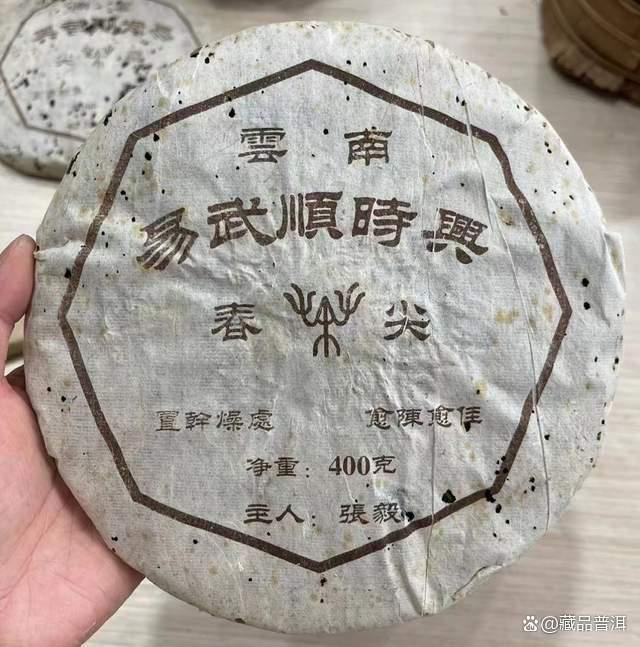 雲南
易武順時興
春尖
置幹燥處 愈陳愈佳
净重：400克
主人：張毅
@藏品普洱